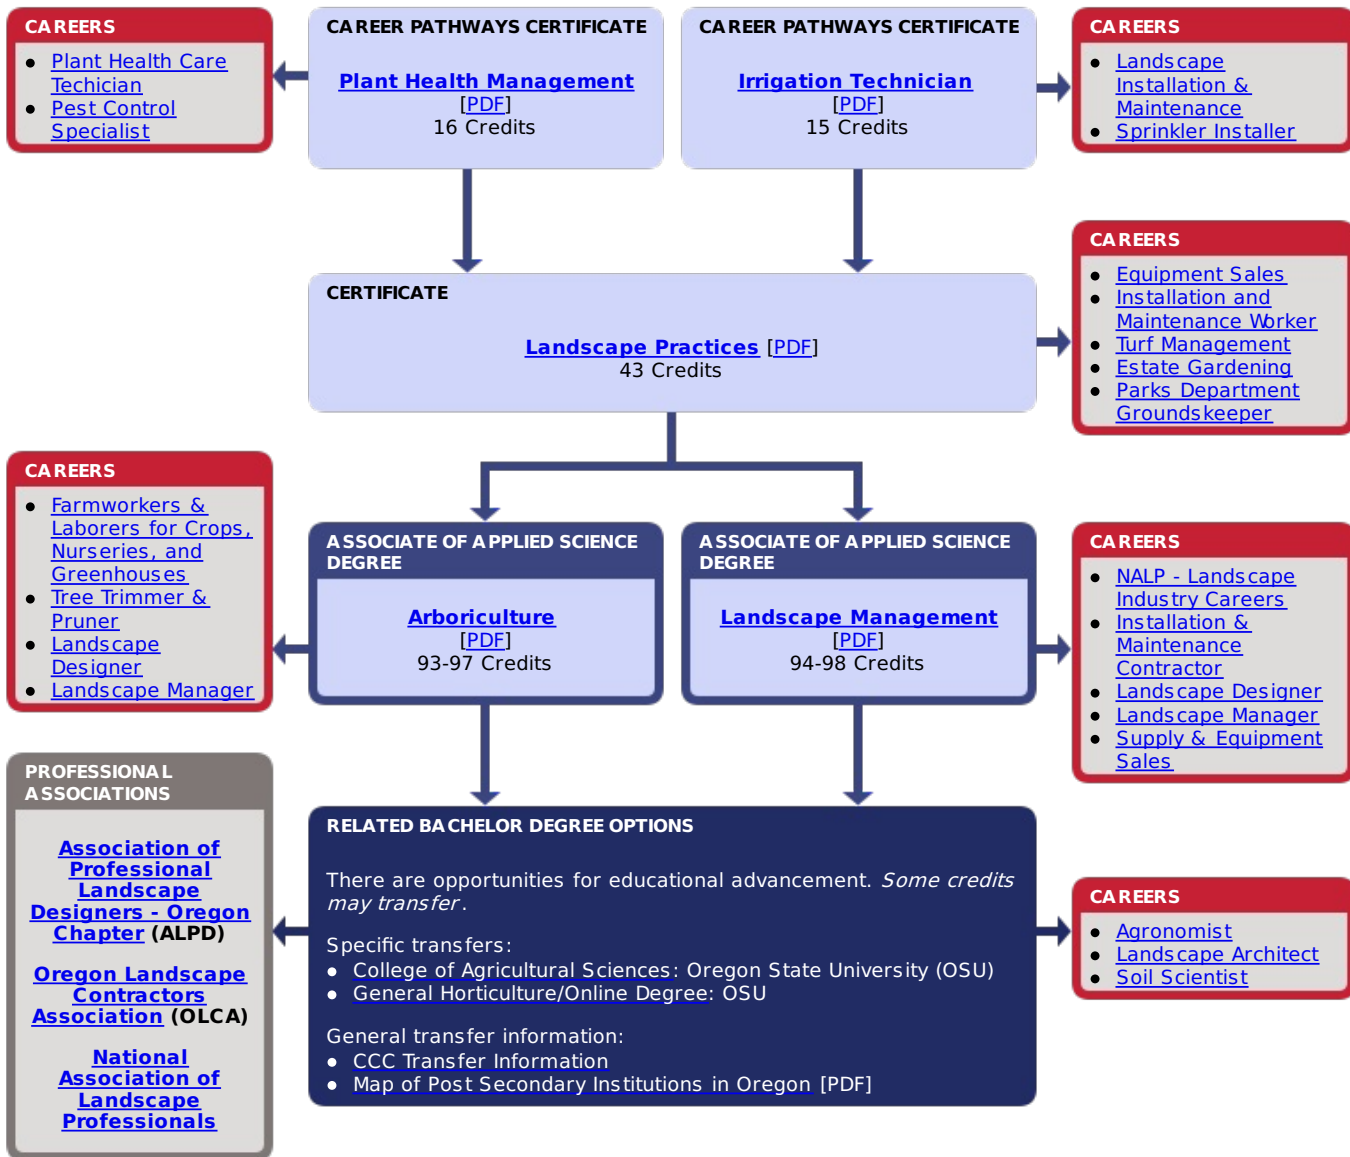 CAREERS
● Plant Health Care
Techician
● Pest Control
Specialist
CAREER PATHWAYS CERTIFICATE
Plant Health Management
[PDF]
16 Credits
CAREER PATHWAYS CERTIFICATE
Irrigation Technician
[PDF]
15 Credits
CAREERS
● Landscape
Installation &
Maintenance
● Sprinkler Installer
CERTIFICATE
Landscape Practices [PDF]
43 Credits
CAREERS
● Equipment Sales
● Installation and
Maintenance Worker
● Turf Management
● Estate Gardening
● Parks Department
Groundskeeper
CAREERS
● Farmworkers &
Laborers for Crops,
Nurseries, and
Greenhouses
● Tree Trimmer &
Pruner
● Landscape
Designer
● Landscape Manager
ASSOCIATE OF APPLIED SCIENCE
DEGREE
Arboriculture
[PDF]
93-97 Credits
ASSOCIATE OF APPLIED SCIENCE
DEGREE
Landscape Management
[PDF]
94-98 Credits
CAREERS
● NALP - Landscape
Industry Careers
● Installation &
Maintenance
Contractor
● Landscape Designer
● Landscape Manager
● Supply & Equipment
Sales
PROFESSIONAL
ASSOCIATIONS
Association of
Professional
Landscape
Designers - Oregon
Chapter (ALPD)
Oregon Landscape
Contractors
Association (OLCA)
National
Association of
Landscape
Professionals
RELATED BACHELOR DEGREE OPTIONS
There are opportunities for educational advancement. Some credits
may transfer.
Specific transfers:
● College of Agricultural Sciences: Oregon State University (OSU)
● General Horticulture/Online Degree: OSU
General transfer information:
● CCC Transfer Information
● Map of Post Secondary Institutions in Oregon [PDF]
CAREERS
● Agronomist
● Landscape Architect
● Soil Scientist